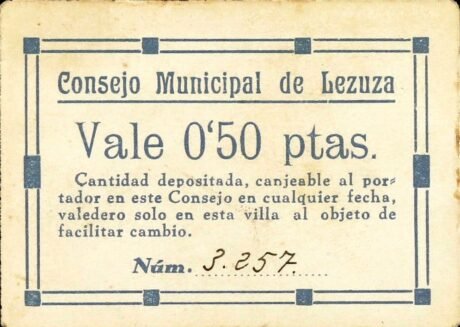 Consejo Municipal de Lezuza
Vale 0'50 ptas.
Cantidad depositada, canjeable al por-
tador en este Consejo en cualquier fecha,
valedero solo en esta villa al objeto de
facilitar cambio.
Núm. 3.257.